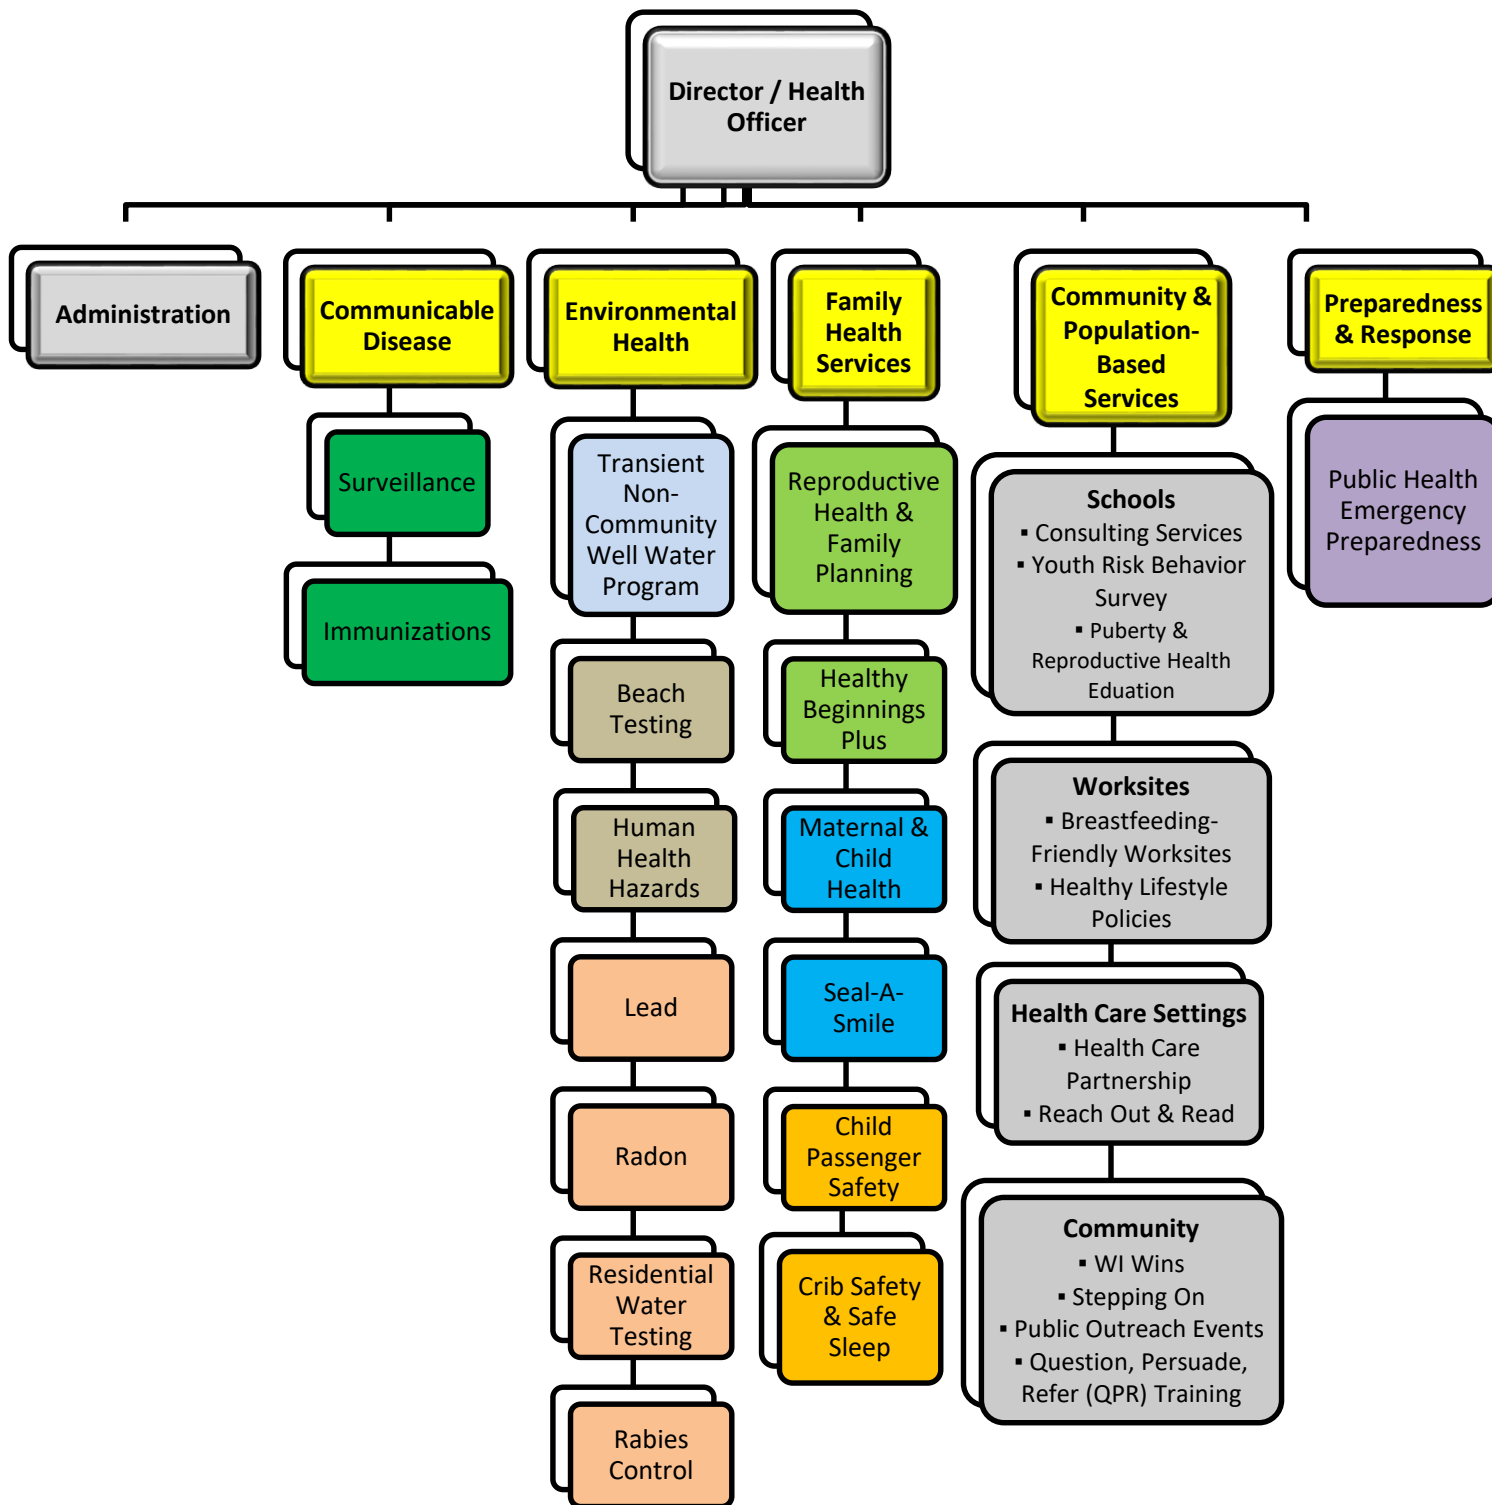 Director / Health
Officer
Administration
Communicable
Disease
Surveillance
Immunizations
Environmental
Health
Transient
Non-
Community
Well Water
Program
Beach
Testing
Human
Health
Hazards
Lead
Radon
Residential
Water
Testing
Rabies
Control
Family
Health
Services
Reproductive
Health &
Family
Planning
Healthy
Beginnings
Plus
Maternal &
Child
Health
Seal-A-
Smile
Child
Passenger
Safety
Crib Safety
& Safe
Sleep
Community &
Population-
Based
Services
Schools
▪ Consulting Services
▪ Youth Risk Behavior
Survey
▪ Puberty &
Reproductive Health
Eduation
Worksites
▪ Breastfeeding-
Friendly Worksites
▪ Healthy Lifestyle
Policies
Health Care Settings
▪ Health Care
Partnership
▪ Reach Out & Read
Community
▪ WI Wins
▪ Stepping On
▪ Public Outreach Events
▪ Question, Persuade,
Refer (QPR) Training
Preparedness
& Response
Public Health
Emergency
Preparedness